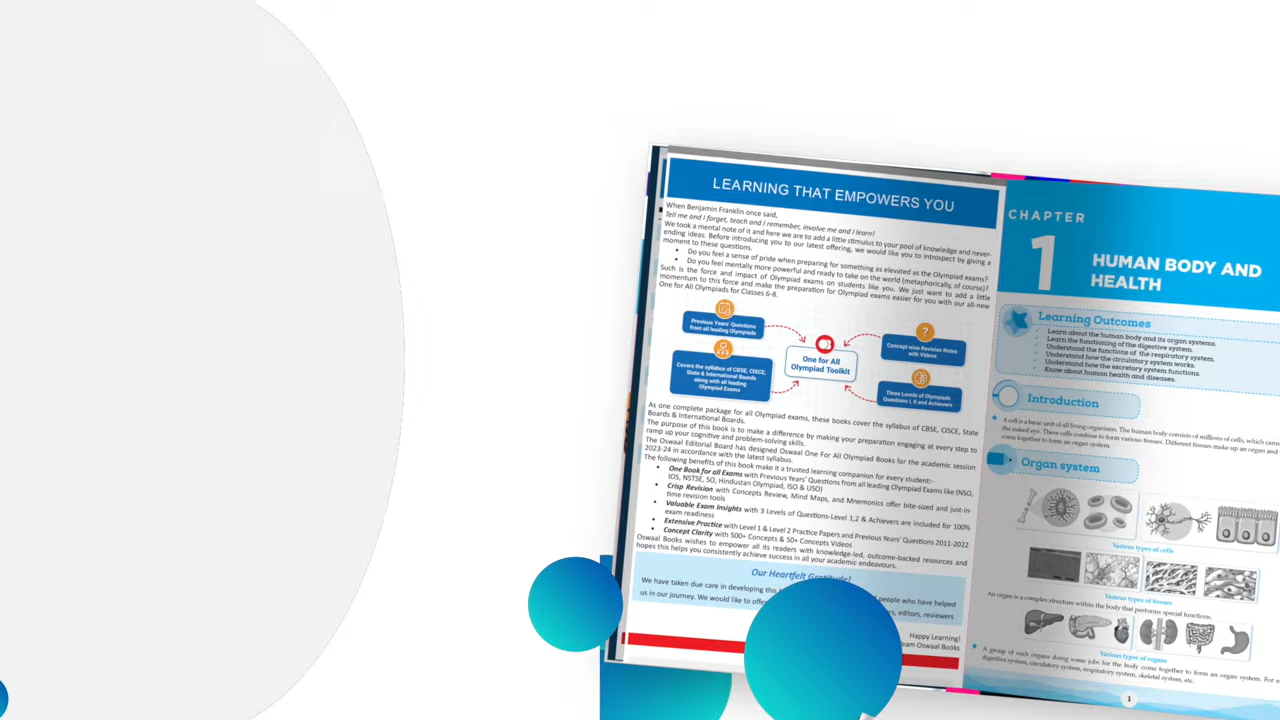 LEARNING THAT EMPOWERS YOU
When Benjamin Franklin once said,
Tell me and I forget, teach and I remember, involve me and I learn!
We took a mental note of it and here we are to add a little stimulus to your pool of knowledge and never-
ending ideas. Before introducing you to our latest offering, we would like you to introspect by giving a
moment to these questions.
• Do you feel a sense of pride when preparing for something as elevated as the Olympiad exams?
• Do you feel mentally more powerful and ready to take on the world (metaphorically, of course)?
Such is the force and impact of Olympiad exams on students like you. We just want to add a little
momentum to this force and make the preparation for Olympiad exams easier for you with our all-new
One for All Olympiads for Classes 6-8.
Previous Years' Questions
from all leading Olympiads
?
Concept wise Revision Notes
with Videos
One for All
Olympiad Toolkit
Covers the syllabus of CBSE, CISCE,
State & International Boards
along with all leading
Olympiad Exams
Three Levels of Olympiads
Questions I, II and Achievers
As one complete package for all Olympiad exams, these books cover the syllabus of CBSE, CISCE, State
Boards & International Boards.
The purpose of this book is to make a difference by making your preparation engaging at every step to
ramp up your cognitive and problem-solving skills.
The Oswaal Editorial Board has designed Oswaal One For All Olympiad Books for the academic session
2023-24 in accordance with the latest syllabus.
The following benefits of this book make it a trusted learning companion for every student:-
• One Book for all Exams with Previous Years' Questions from all leading Olympiad Exams like (NSO,
IOS, NSTSE, SO, Hindustan Olympiad, ISO & USO)
• Crisp Revision with Concepts Review, Mind Maps, and Mnemonics offer bite-sized and just-in-
time revision tools
• Valuable Exam Insights with 3 Levels of Questions-Level 1,2 & Achievers are included for 100%
exam readiness
• Extensive Practice with Level 1 & Level 2 Practice Papers and Previous Years' Questions 2011-2022
• Concept Clarity with 500+ Concepts & 50+ Concepts Videos
Oswaal Books wishes to empower all its readers with knowledge-led, outcome-backed resources and
hopes this helps you consistently achieve success in all your academic endeavours.
Our Heartfelt Gratitude!
We have taken due care in developing this people who have helped
us in our journey. We would like to editors, reviewers
Happy Learning!
Team Oswaal Books
CHAPTER
1
HUMAN BODY AND
HEALTH
Learning Outcomes
✓ Learn about the human body and its organ systems.
✓ Learn the functioning of the digestive system.
✓ Understand the functions of the respiratory system.
✓ Understand how the circulatory system works.
✓ Understand how the excretory system functions.
✓ Know about human health and diseases.
Introduction
★ A cell is a basic unit of all living organisms. The human body consists of millions of cells, which
the naked eye. These cells combine to form various tissues. Different tissues make up an organ and
come together to form an organ system.
Organ system
Various types of cells
Various types of tissues
An organ is a complex structure within the body that performs special functions.
Various types of organs
★ A group of such organs doing some jobs for the body come together to form an organ system. For
digestive system, circulatory system, respiratory system, skeletal system, etc.
1